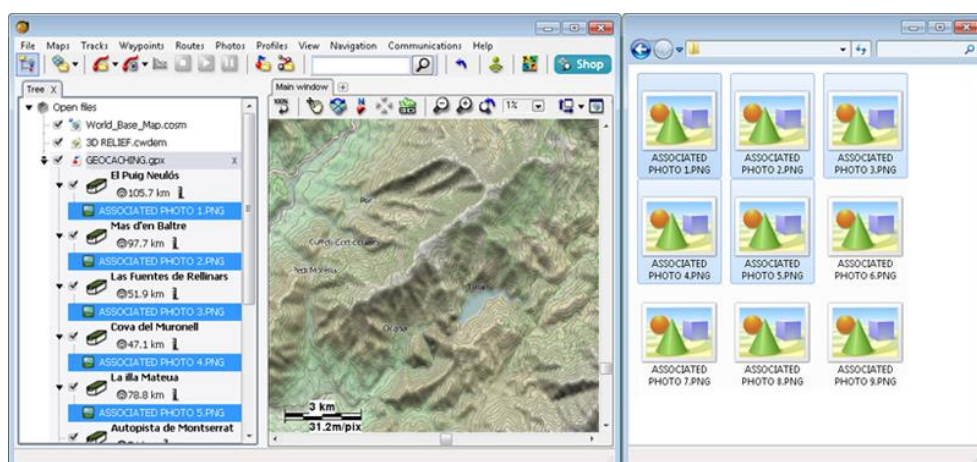 File Maps Tracks Waypoints Routes Photos Profiles View Navigation Communications Help
Shop
Tree X
Main window
100%
1%
Open files
World_Base_Map.cosm
3D RELIEF.cwdem
GEOCACHING.gpx X
El Puig Neulós
105.7 km
ASSOCIATED PHOTO 1.PNG
Mas d'en Baltre
97.7 km
ASSOCIATED PHOTO 2.PNG
Las Fuentes de Rellinars
51.9 km
ASSOCIATED PHOTO 3.PNG
Cova del Muronell
47.1 km
ASSOCIATED PHOTO 4.PNG
La illa Mateua
78.8 km
ASSOCIATED PHOTO 5.PNG
Autopista de Montserrat
3 km
31.2m/pix
ASSOCIATED PHOTO 1.PNG
ASSOCIATED PHOTO 2.PNG
ASSOCIATED PHOTO 3.PNG
ASSOCIATED PHOTO 4.PNG
ASSOCIATED PHOTO 5.PNG
ASSOCIATED PHOTO 6.PNG
ASSOCIATED PHOTO 7.PNG
ASSOCIATED PHOTO 8.PNG
ASSOCIATED PHOTO 9.PNG